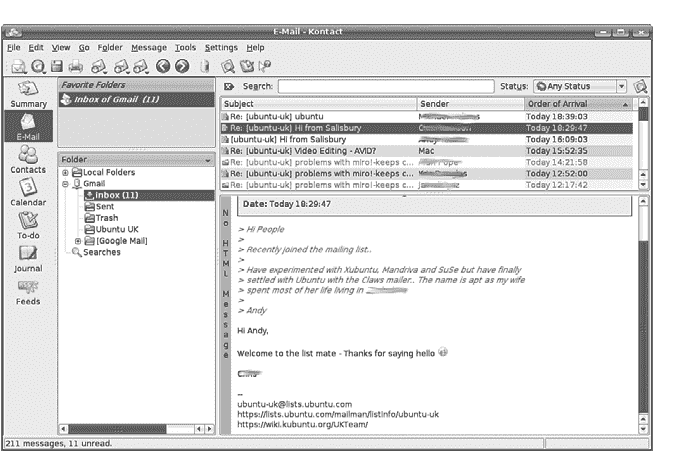 E-Mail - Kontact
File Edit View Go Folder Message Tools Settings Help
Summary
E-Mail
Contacts
Calendar
To-do
Journal
Feeds
Favorite Folders
Inbox of Gmail (11)
Folder
Local Folders
Gmail
Inbox (11)
Sent
Trash
Ubuntu UK
[Google Mail]
Searches
Search: Status: Any Status
Subject Sender Order of Arrival
Re: [ubuntu-uk] ubuntu Today 18:39:03
Re: [ubuntu-uk] Hi from Salisbury Today 18:29:47
[ubuntu-uk] Hi from Salisbury Today 16:09:03
Re: [ubuntu-uk] Video Editing - AVID? Mac Today 15:52:35
Re: [ubuntu-uk] problems with miro!-keeps c... Today 14:21:58
Re: [ubuntu-uk] problems with miro!-keeps c... Today 12:52:00
Re: [ubuntu-uk] problems with miro!-keeps c... Today 12:17:42
No HTML Message
Date: Today 18:29:47
> Hi People
>
> Recently joined the mailing list..
>
> Have experimented with Xubuntu, Mandriva and SuSe but have finally
> settled with Ubuntu with the Claws mailer.. The name is apt as my wife
> spent most of her life living in
>
> Andy
Hi Andy,
Welcome to the list mate - Thanks for saying hello
--
ubuntu-uk@lists.ubuntu.com
https://lists.ubuntu.com/mailman/listinfo/ubuntu-uk
https://wiki.kubuntu.org/UKTeam/
211 messages, 11 unread.